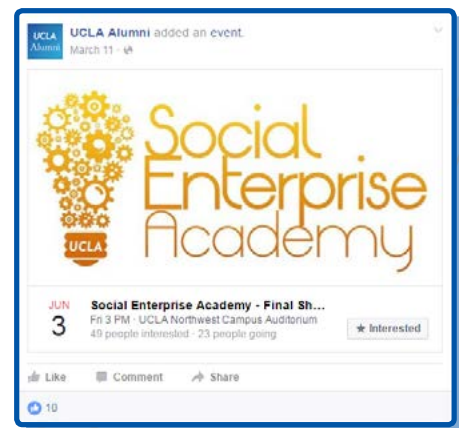 UCLA Alumni
UCLA Alumni added an event.
March 11
Social
Enterprise
Academy
UCLA
JUN
3
Social Enterprise Academy - Final Sh...
Fri 3 PM · UCLA Northwest Campus Auditorium
49 people interested · 23 people going
★ Interested
Like Comment Share
10